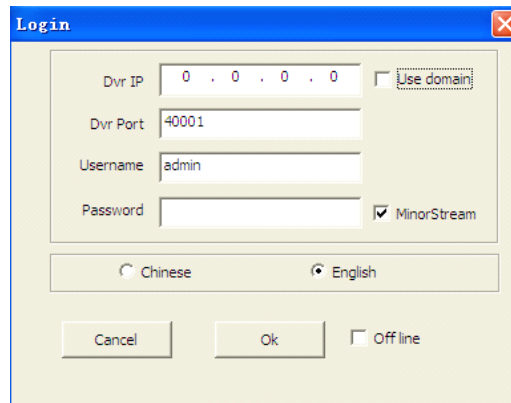 Login
Dvr IP 0 . 0 . 0 . 0 Use domain
Dvr Port 40001
Username admin
Password MinorStream
Chinese English
Cancel Ok Off line